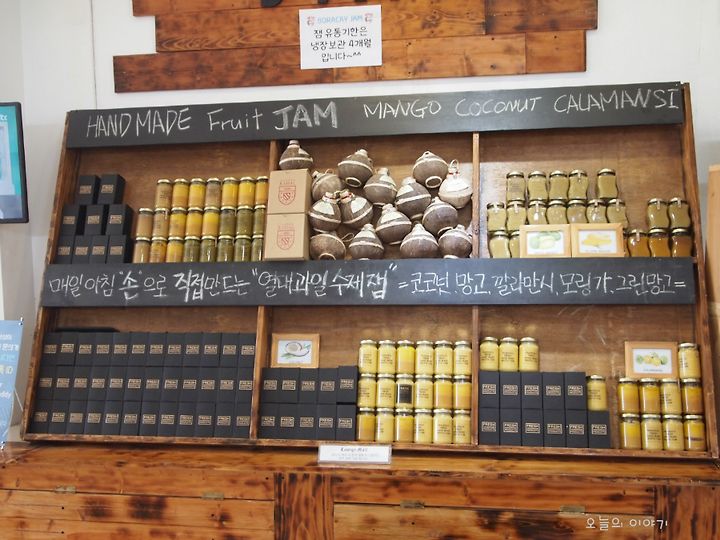 BORACAY JAM
잼 유통기한은
냉장보관 4개월
입니다~^^
HANDMADE Fruit JAM MANGO COCONUT CALAMANSI
매일 아침 "손"으로 직접만드는 "열대과일 수제잼" = 코코넛, 망고, 깔라만시, 모링가, 그린망고 =
FRESH
오늘의 이야기